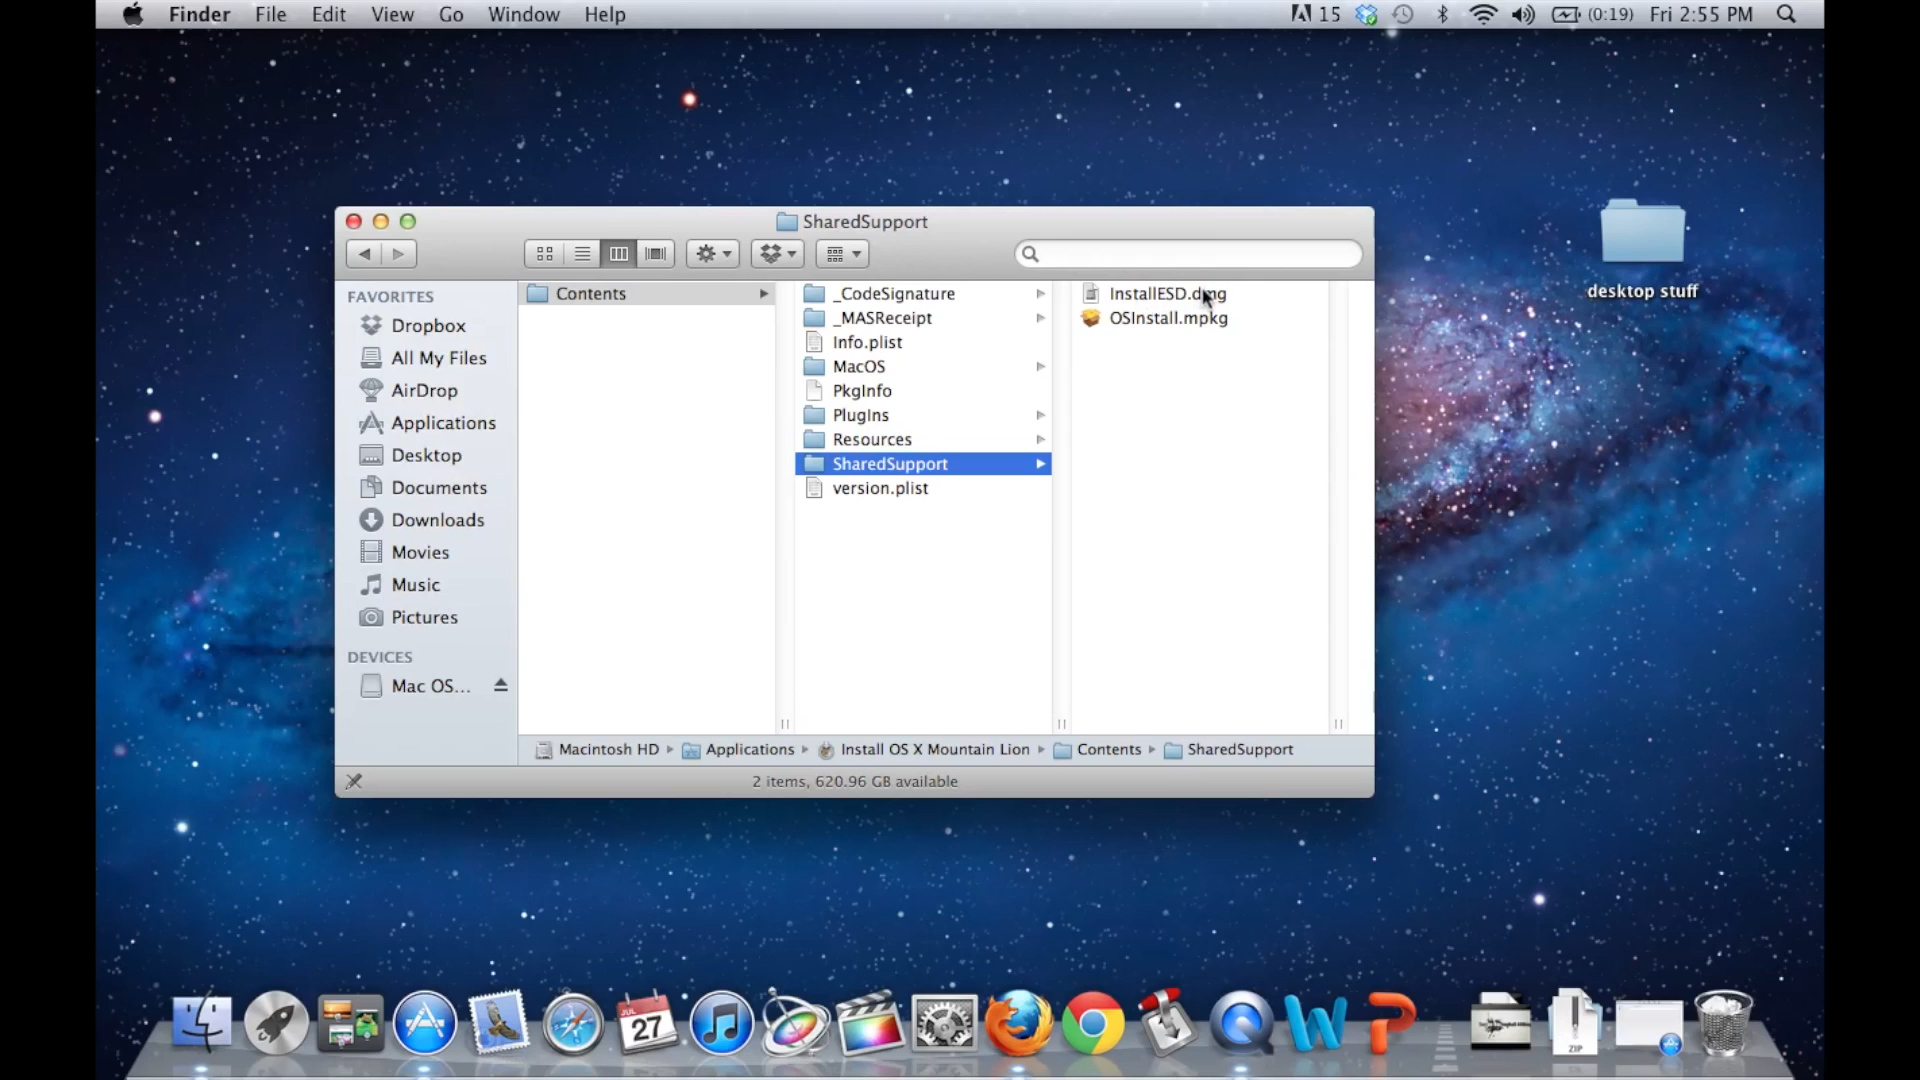 Finder File Edit View Go Window Help 15 (0:19) Fri 2:55 PM
SharedSupport
FAVORITES
Dropbox
All My Files
AirDrop
Applications
Desktop
Documents
Downloads
Movies
Music
Pictures
DEVICES
Mac OS...
Contents
_CodeSignature
_MASReceipt
Info.plist
MacOS
PkgInfo
PlugIns
Resources
SharedSupport
version.plist
InstallESD.dmg
OSInstall.mpkg
Macintosh HD Applications Install OS X Mountain Lion Contents SharedSupport
2 items, 620.96 GB available
desktop stuff
JUL
27
ZIP